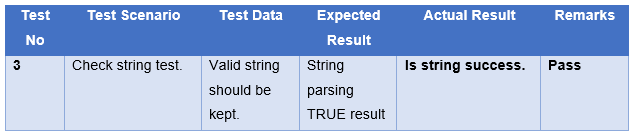 Test No Test Scenario Test Data Expected Result Actual Result Remarks
3 Check string test. Valid string should be kept. String parsing TRUE result Is string success. Pass